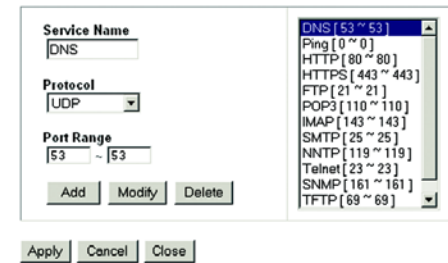 Service Name
DNS
Protocol
UDP
Port Range
53 ~ 53
Add Modify Delete
DNS [ 53 ~ 53 ]
Ping [ 0 ~ 0 ]
HTTP [ 80 ~ 80 ]
HTTPS [ 443 ~ 443 ]
FTP [ 21 ~ 21 ]
POP3 [ 110 ~ 110 ]
IMAP [ 143 ~ 143 ]
SMTP [ 25 ~ 25 ]
NNTP [ 119 ~ 119 ]
Telnet [ 23 ~ 23 ]
SNMP [ 161 ~ 161 ]
TFTP [ 69 ~ 69 ]
Apply Cancel Close